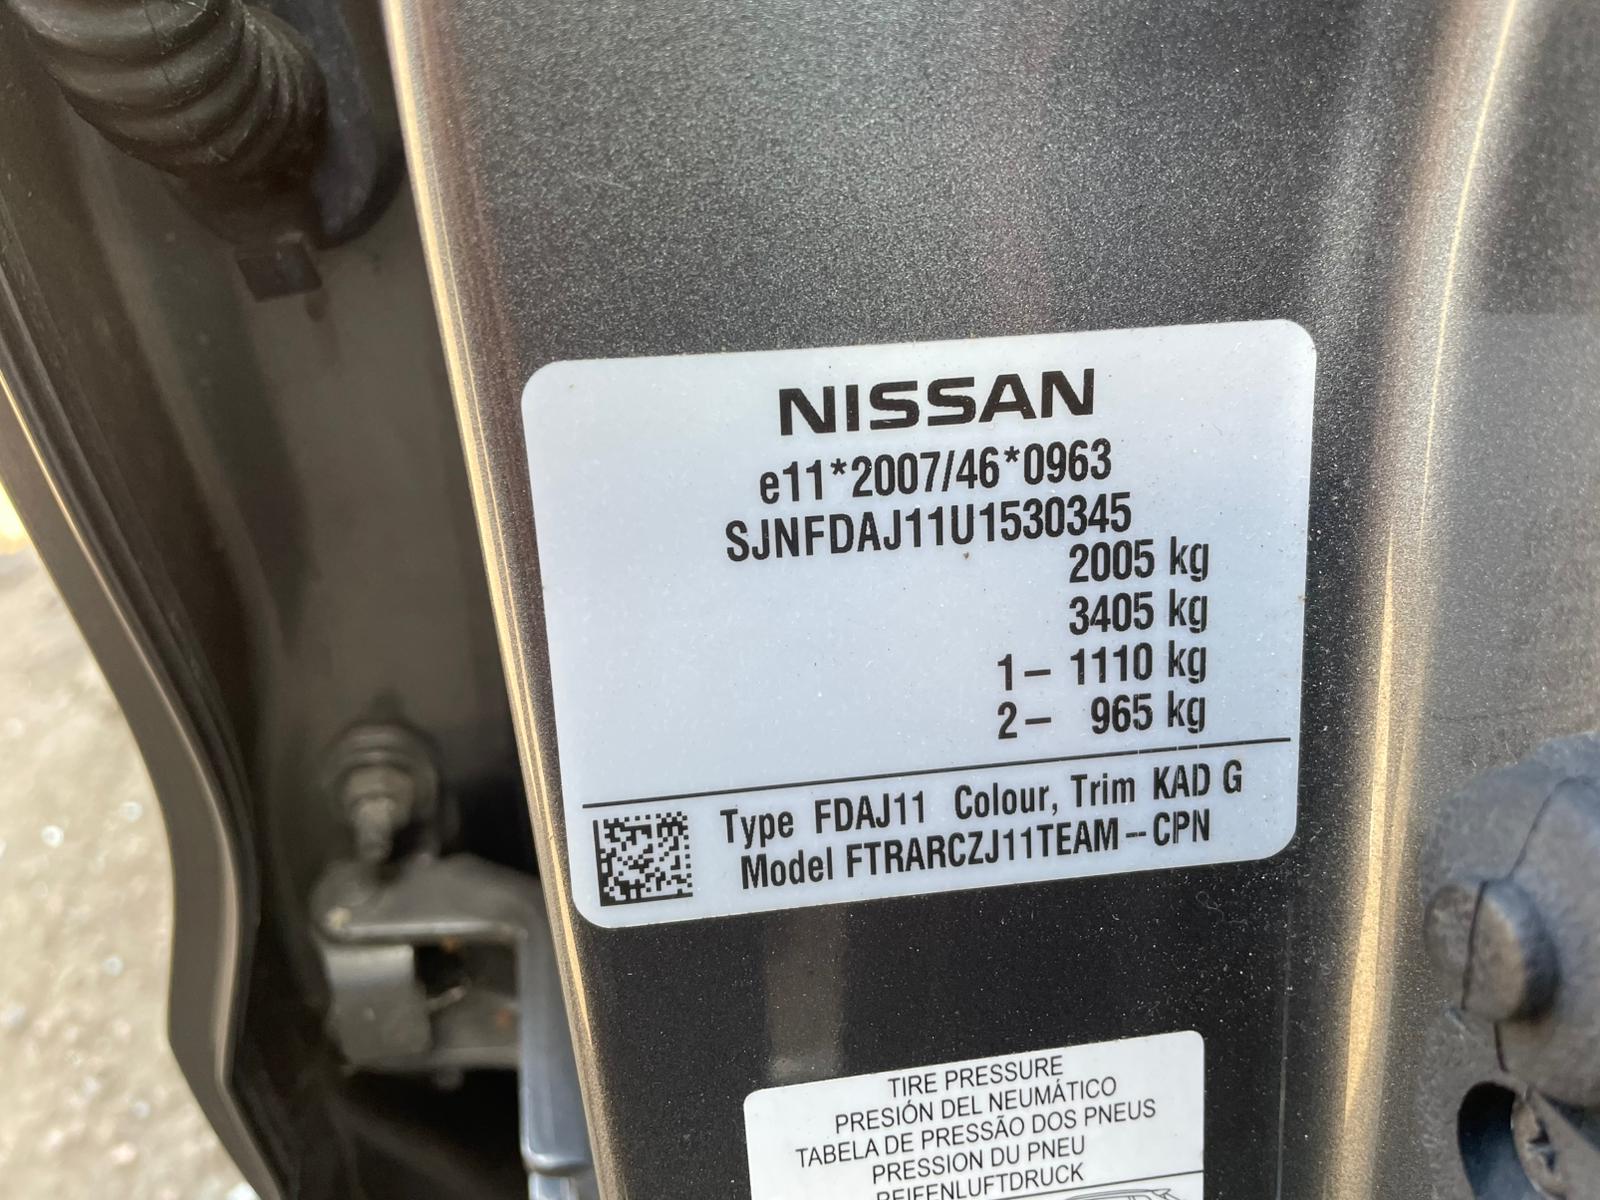 NISSAN
e11*2007/46*0963
SJNFDAJ11U1530345
2005 kg
3405 kg
1– 1110 kg
2– 965 kg
Type FDAJ11 Colour, Trim KAD G
Model FTRARCZJ11TEAM--CPN
TIRE PRESSURE
PRESIÓN DEL NEUMÁTICO
TABELA DE PRESSÃO DOS PNEUS
PRESSION DU PNEU
REIFENLUFTDRUCK